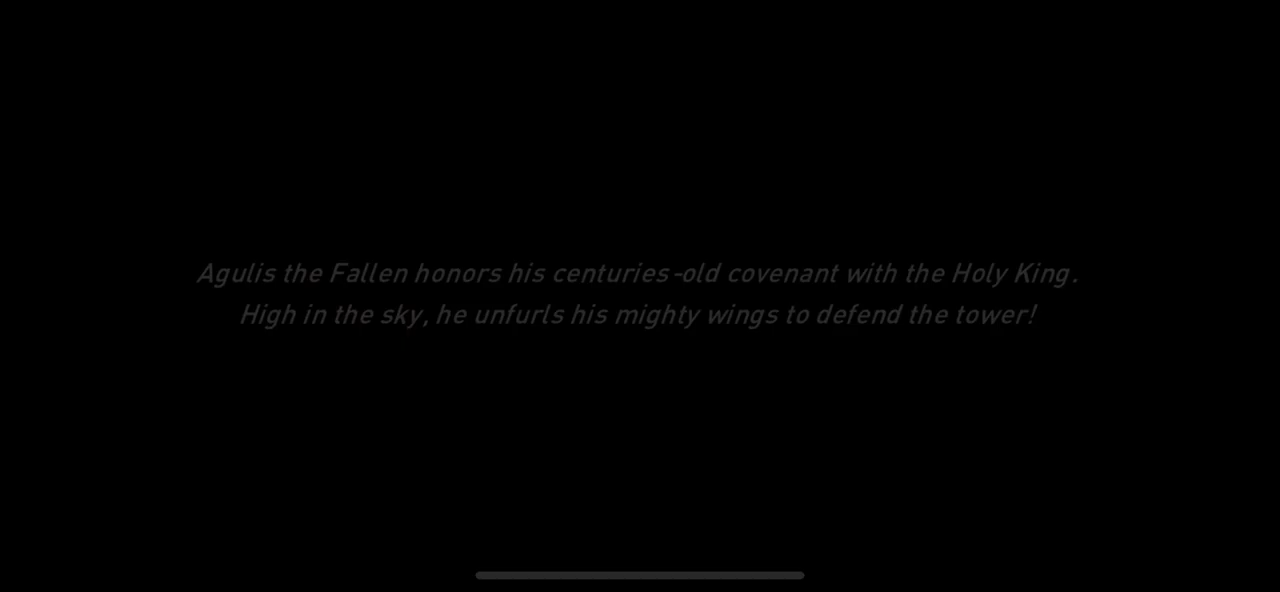 Agulis the Fallen honors his centuries-old covenant with the Holy King.
High in the sky, he unfurls his mighty wings to defend the tower!